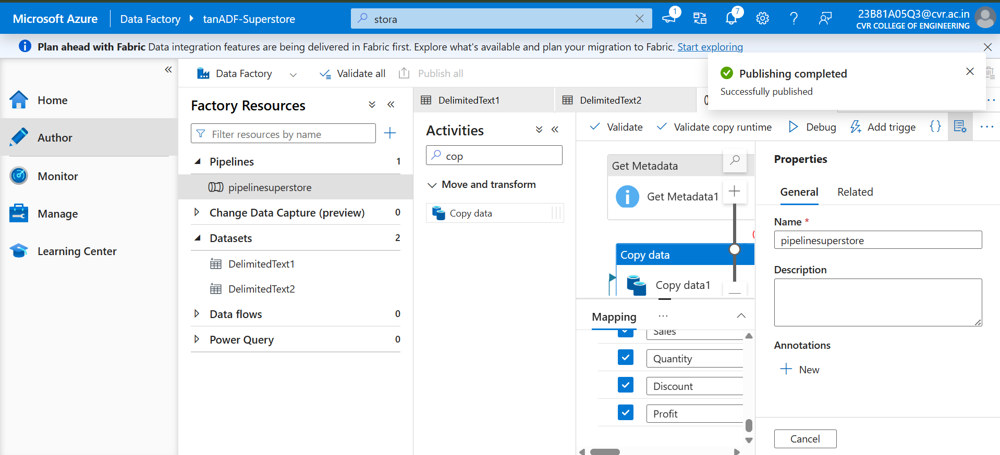 Microsoft Azure
Data Factory
tanADF-Superstore
stora
1
7
23B81A05Q3@cvr.ac.in
CVR COLLEGE OF ENGINEERING
Plan ahead with Fabric Data integration features are being delivered in Fabric first. Explore what's available and plan your migration to Fabric. Start exploring
Data Factory
Validate all
Publish all
Publishing completed
Successfully published
Home
Author
Monitor
Manage
Learning Center
Factory Resources
Filter resources by name
Pipelines 1
pipelinesuperstore
Change Data Capture (preview) 0
Datasets 2
DelimitedText1
DelimitedText2
Data flows 0
Power Query 0
DelimitedText1
DelimitedText2
Activities
cop
Move and transform
Copy data
Validate
Validate copy runtime
Debug
Add trigge
{}
Get Metadata
Get Metadata1
Copy data
Copy data1
Mapping
Sales
Quantity
Discount
Profit
Properties
General
Related
Name *
pipelinesuperstore
Description
Annotations
New
Cancel